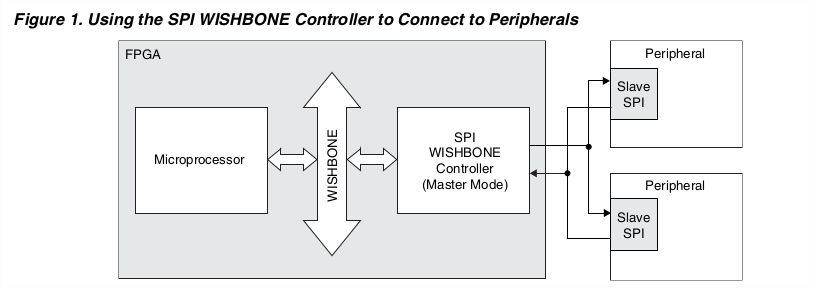 Figure 1. Using the SPI WISHBONE Controller to Connect to Peripherals
FPGA
Microprocessor
WISHBONE
SPI
WISHBONE
Controller
(Master Mode)
Peripheral
Slave
SPI
Peripheral
Slave
SPI